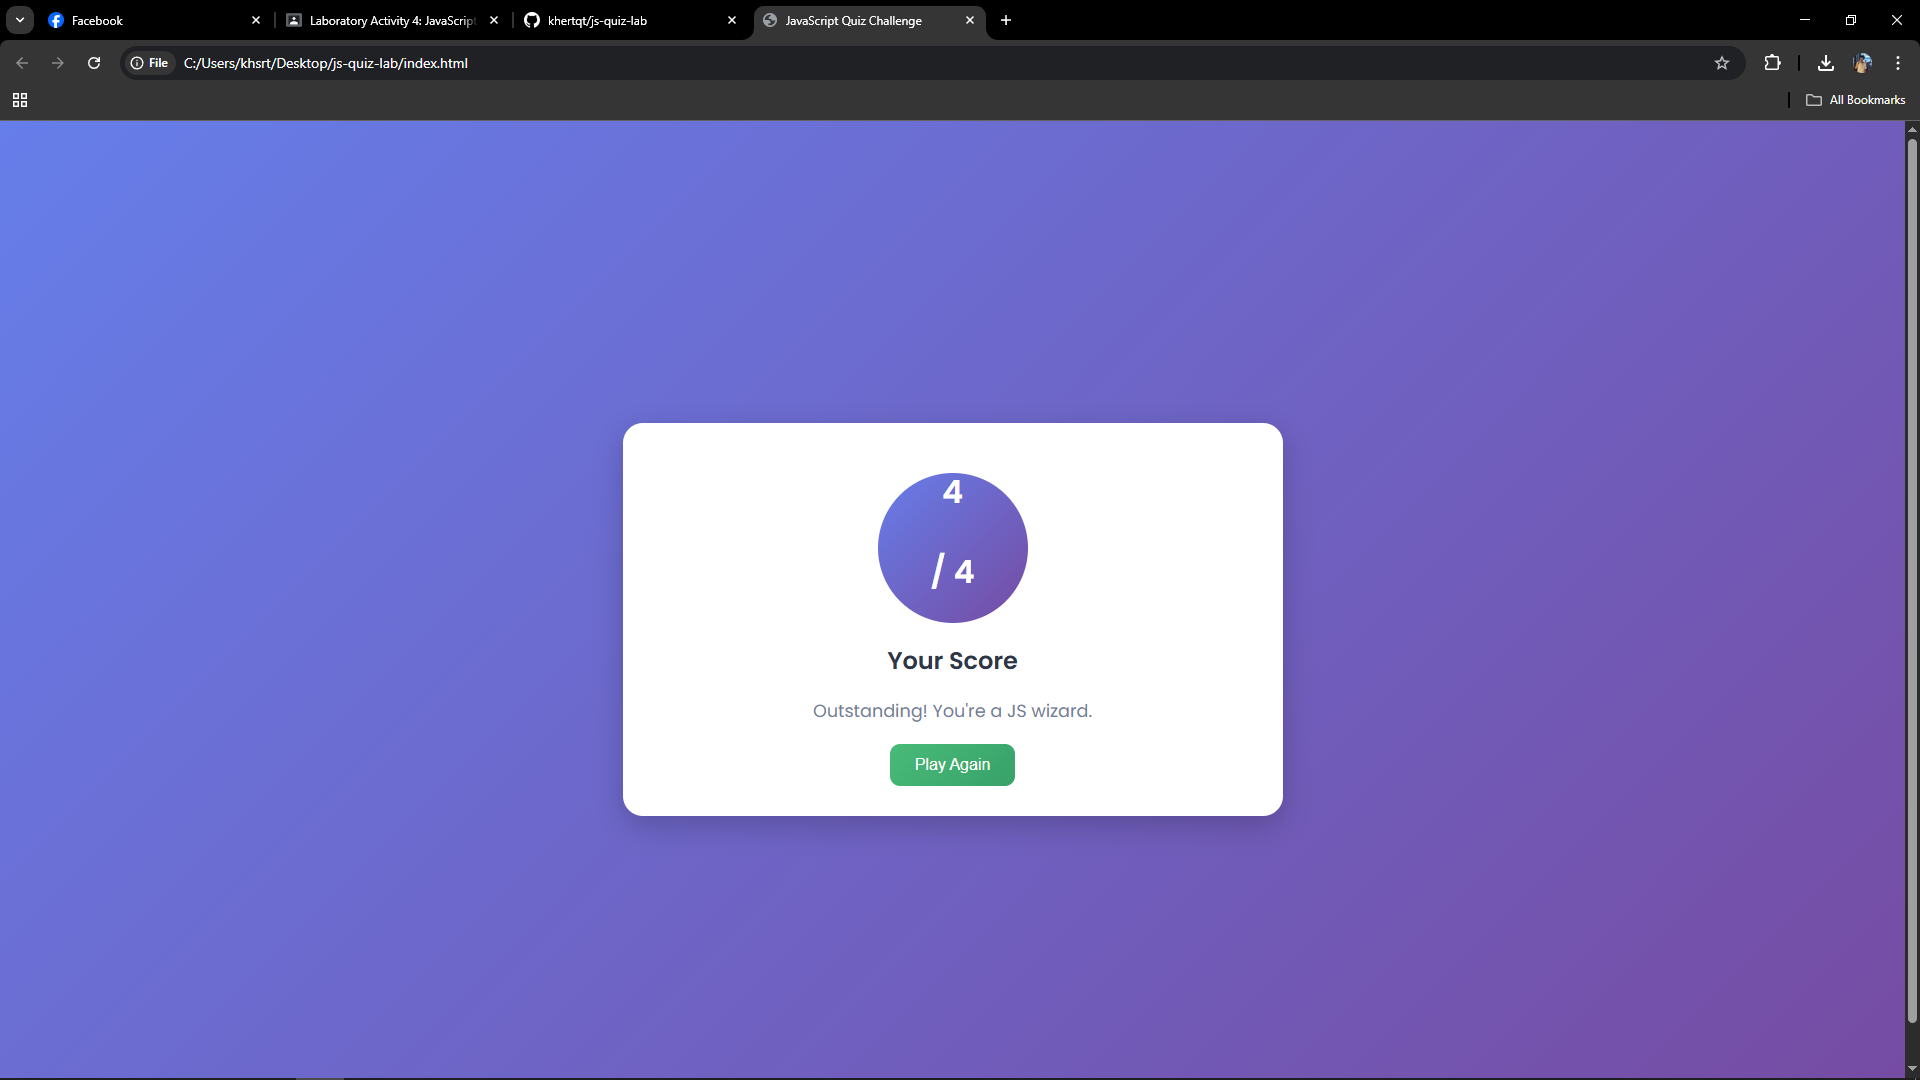 Facebook
Laboratory Activity 4: JavaScript
khertqt/js-quiz-lab
JavaScript Quiz Challenge
File
C:/Users/khsrt/Desktop/js-quiz-lab/index.html
All Bookmarks
4
/ 4
Your Score
Outstanding! You're a JS wizard.
Play Again